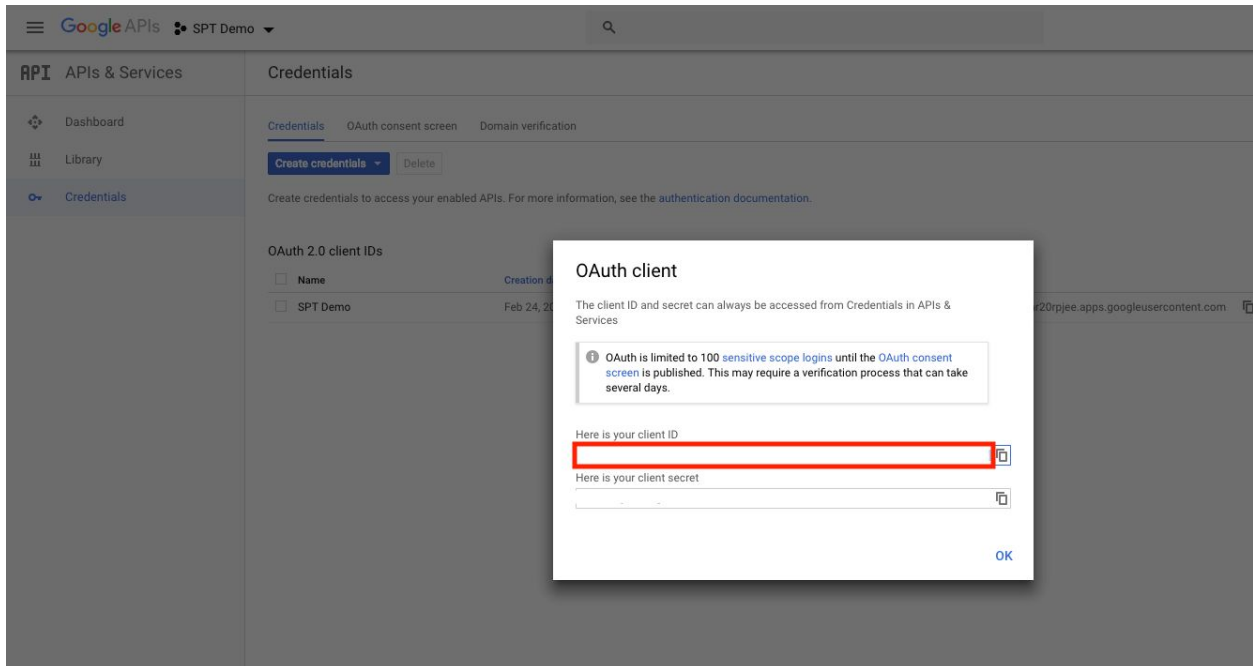 Google APIs SPT Demo
API APIs & Services
Credentials
Dashboard
Library
Credentials
Credentials OAuth consent screen Domain verification
Create credentials Delete
Create credentials to access your enabled APIs. For more information, see the authentication documentation.
OAuth 2.0 client IDs
Name Creation d
SPT Demo Feb 24, 20 r20rpjee.apps.googleusercontent.com
OAuth client
The client ID and secret can always be accessed from Credentials in APIs &
Services
OAuth is limited to 100 sensitive scope logins until the OAuth consent
screen is published. This may require a verification process that can take
several days.
Here is your client ID
Here is your client secret
OK